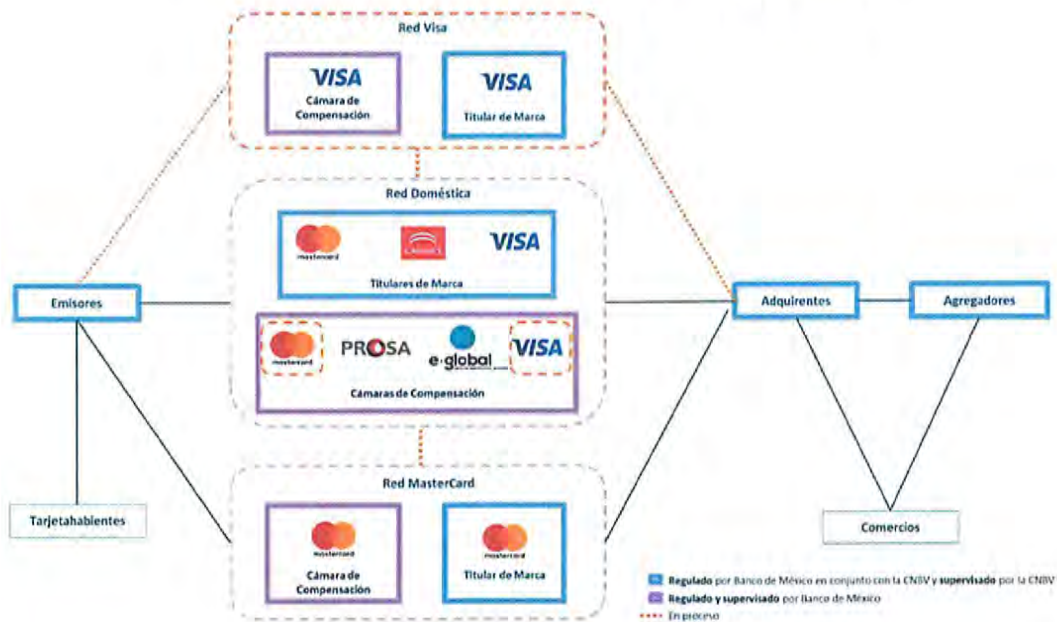 Red Visa
VISA
Cámara de
Compensación
VISA
Titular de Marca
Red Doméstica
mastercard
VISA
Titulares de Marca
Emisores
Adquirentes
Agregadores
mastercard
PROSA
e·global
VISA
Cámaras de Compensación
Red MasterCard
Tarjetahabientes
Comercios
mastercard
Cámara de
Compensación
mastercard
Titular de Marca
Regulado por Banco de México en conjunto con la CNBV y supervisado por la CNBV
Regulado y supervisado por Banco de México
En proceso